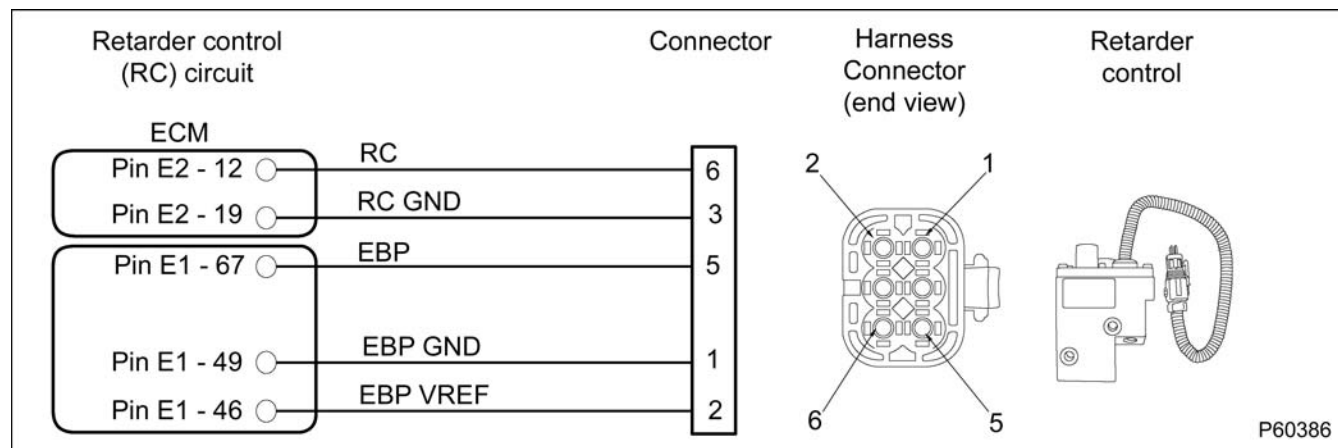 Retarder control
(RC) circuit
Connector
Harness
Connector
(end view)
Retarder
control
ECM
Pin E2 - 12
RC
6
Pin E2 - 19
RC GND
3
Pin E1 - 67
EBP
5
Pin E1 - 49
EBP GND
1
Pin E1 - 46
EBP VREF
2
2
1
6
5
P60386